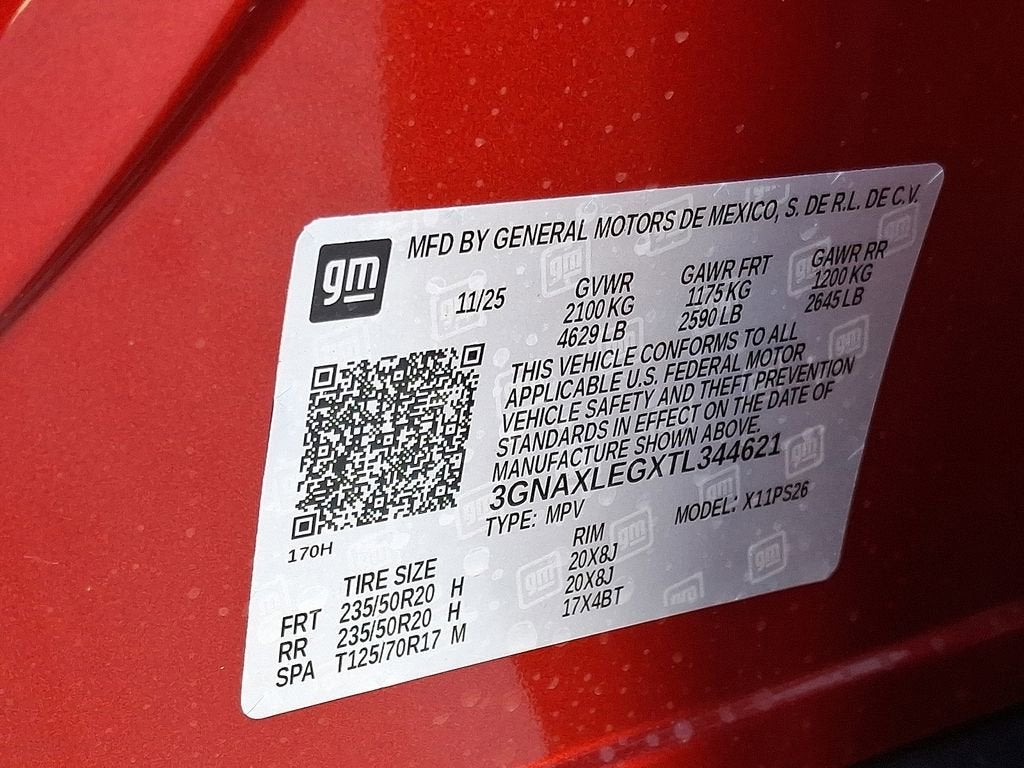 gm
MFD BY GENERAL MOTORS DE MEXICO, S. DE R.L. DE C.V.
11/25 GVWR GAWR FRT GAWR RR
2100 KG 1175 KG 1200 KG
4629 LB 2590 LB 2645 LB
THIS VEHICLE CONFORMS TO ALL
APPLICABLE U.S. FEDERAL MOTOR
VEHICLE SAFETY AND THEFT PREVENTION
STANDARDS IN EFFECT ON THE DATE OF
MANUFACTURE SHOWN ABOVE.
3GNAXLEGXTL344621
TYPE: MPV MODEL: X11PS26
170H
TIRE SIZE RIM
FRT 235/50R20 H 20X8J
RR 235/50R20 H 20X8J
SPA T125/70R17 M 17X4BT